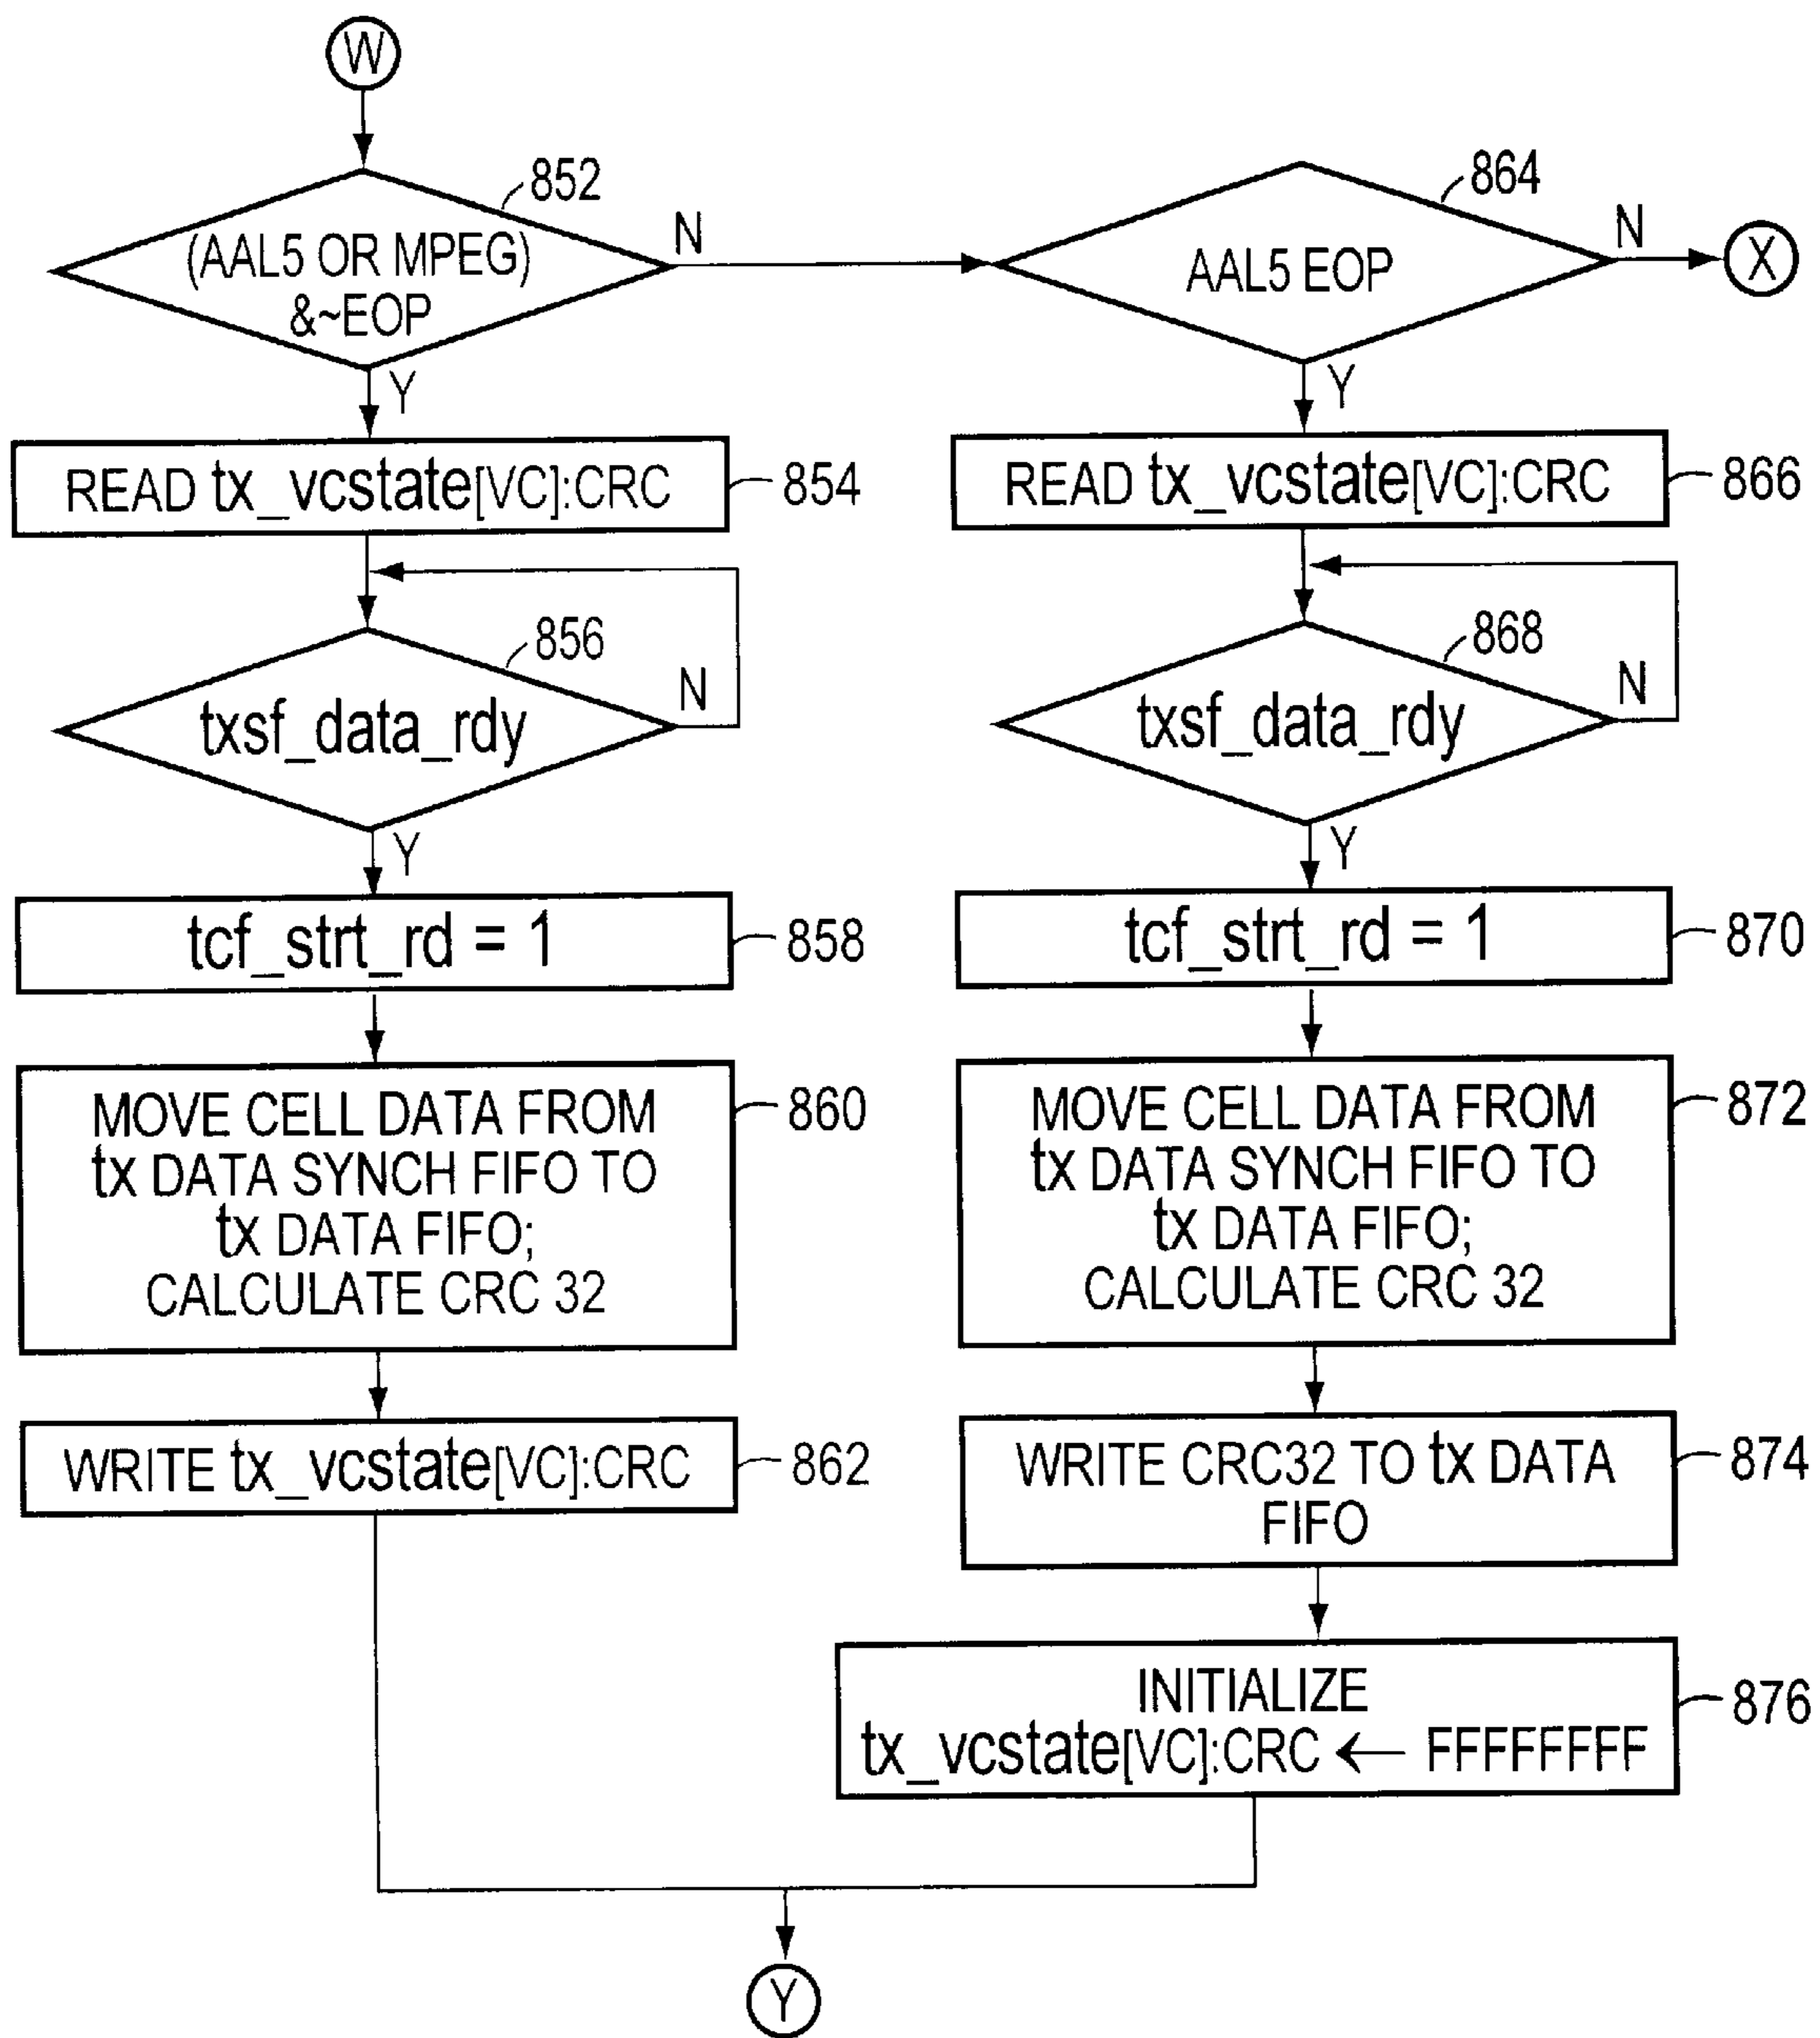 W
852
(AAL5 OR MPEG)
&~EOP
N
Y
READ tx_vcstate[VC]:CRC
854
856
txsf_data_rdy
N
Y
tcf_strt_rd = 1
858
MOVE CELL DATA FROM
tx DATA SYNCH FIFO TO
tx DATA FIFO;
CALCULATE CRC 32
860
WRITE tx_vcstate[VC]:CRC
862
864
AAL5 EOP
N
X
Y
READ tx_vcstate[VC]:CRC
866
868
txsf_data_rdy
N
Y
tcf_strt_rd = 1
870
MOVE CELL DATA FROM
tx DATA SYNCH FIFO TO
tx DATA FIFO;
CALCULATE CRC 32
872
WRITE CRC32 TO tx DATA
FIFO
874
INITIALIZE
tx_vcstate[VC]:CRC ← FFFFFFFF
876
Y